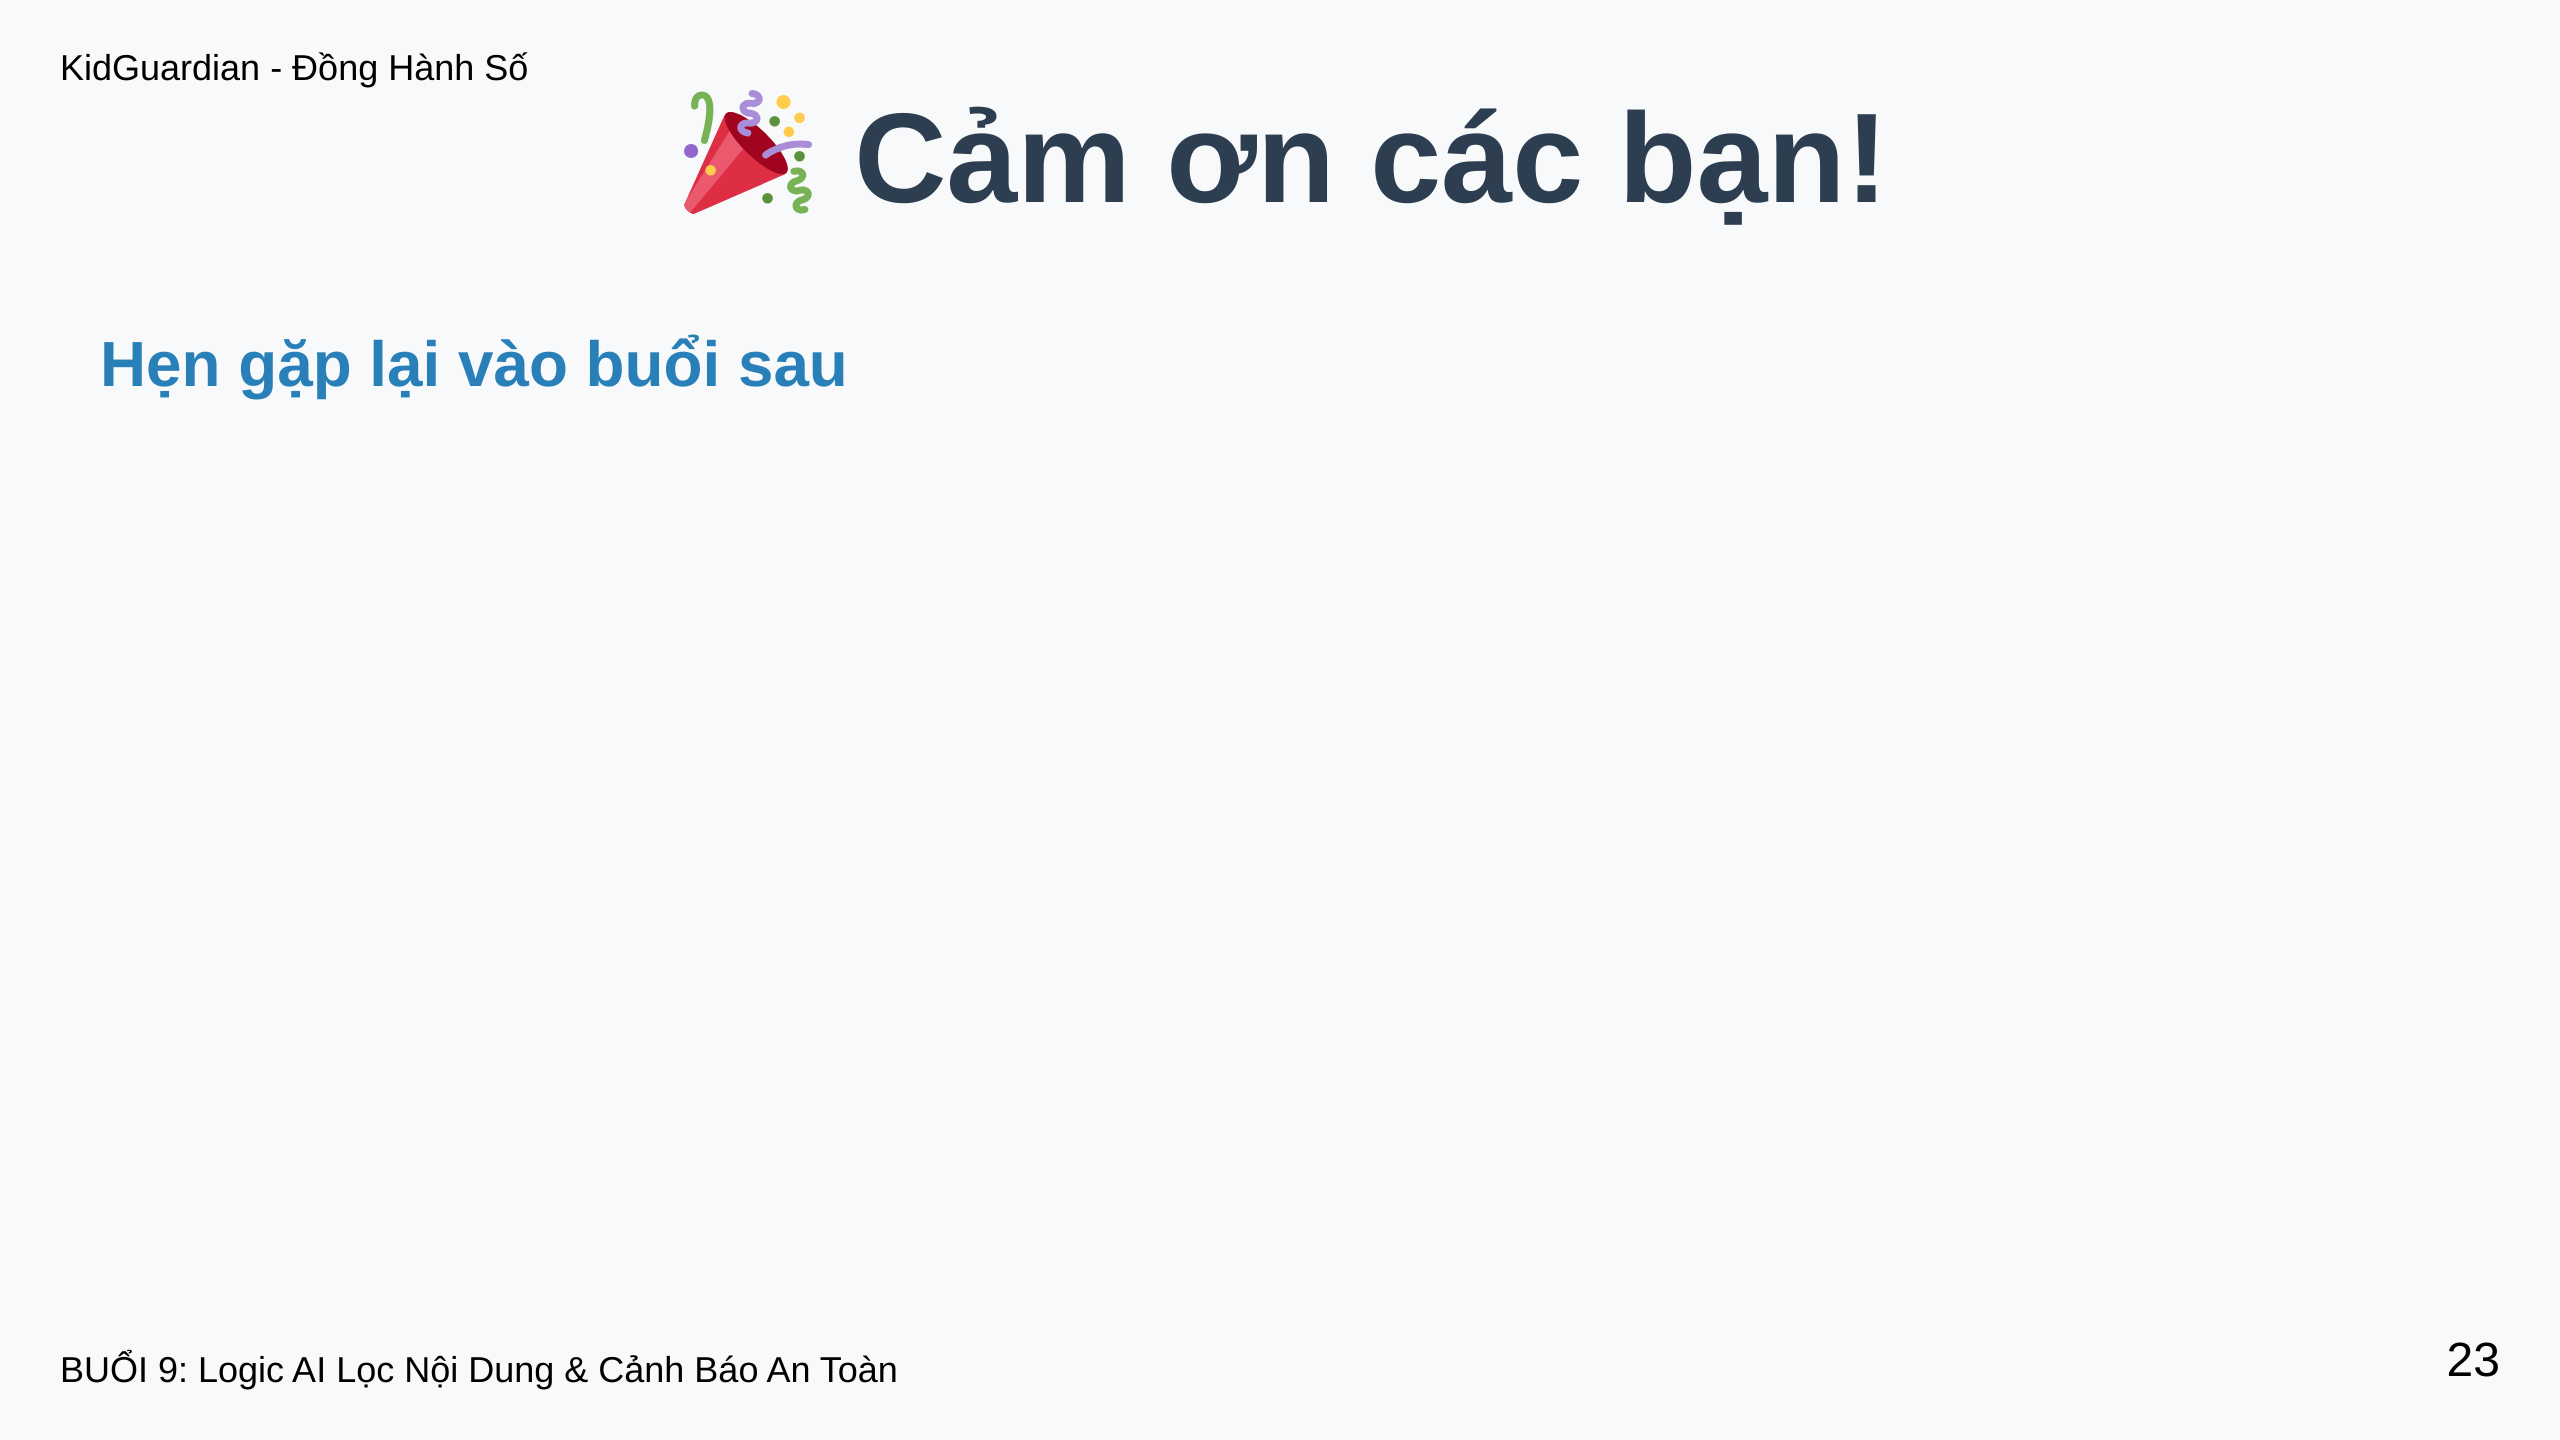 KidGuardian - Đồng Hành Số
🎉 Cảm ơn các bạn!
Hẹn gặp lại vào buổi sau
BUỔI 9: Logic AI Lọc Nội Dung & Cảnh Báo An Toàn
23